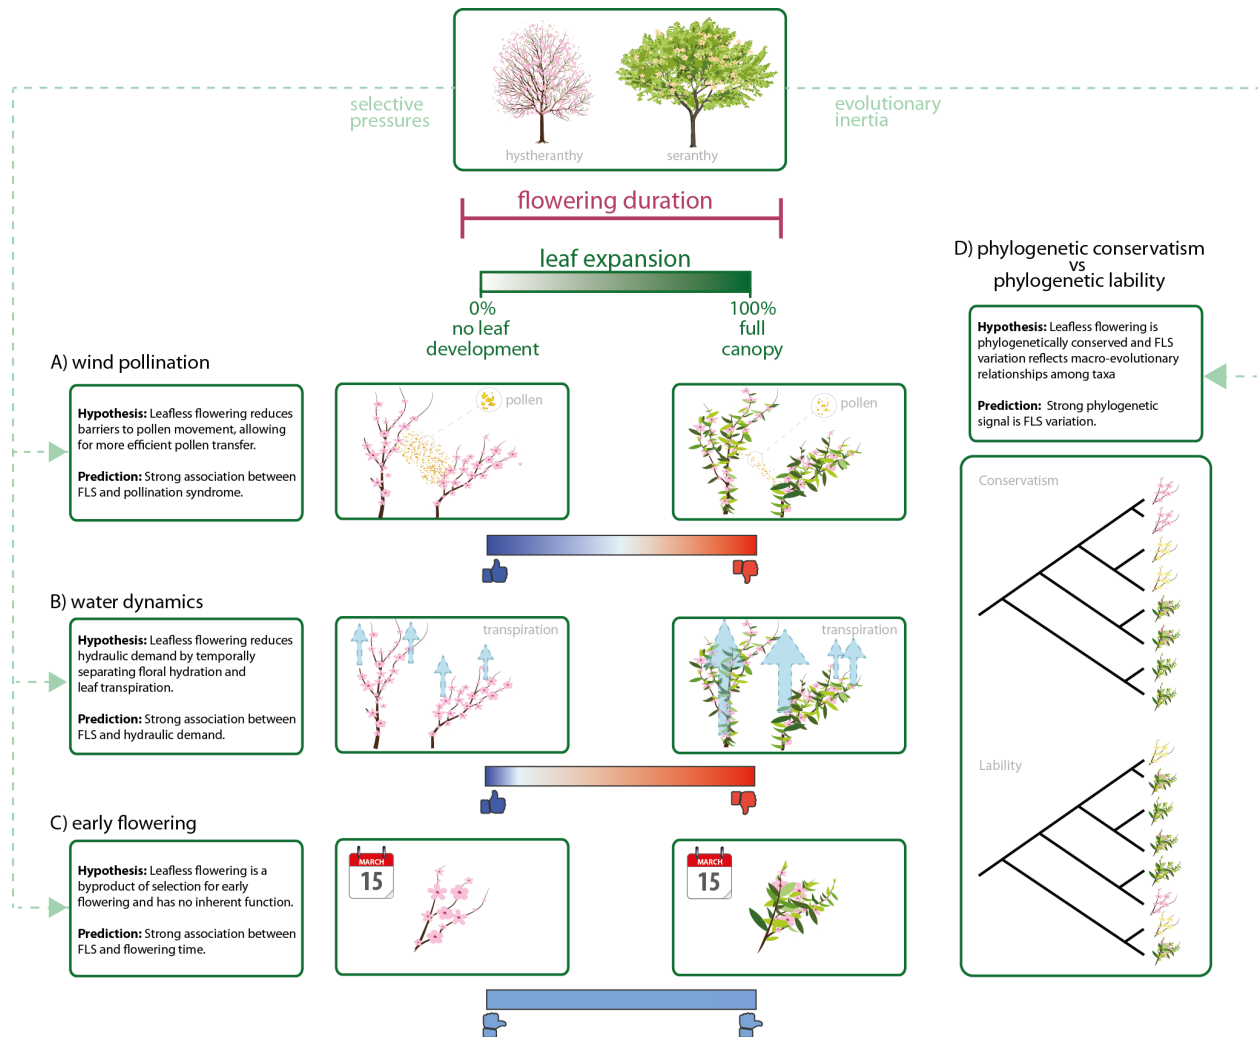 hystheranthy
seranthy
selective
pressures
evolutionary
inertia
flowering duration
leaf expansion
0%
no leaf
development
100%
full
canopy
A) wind pollination
Hypothesis: Leafless flowering reduces
barriers to pollen movement, allowing
for more efficient pollen transfer.
Prediction: Strong association between
FLS and pollination syndrome.
pollen
pollen
B) water dynamics
Hypothesis: Leafless flowering reduces
hydraulic demand by temporally
separating floral hydration and
leaf transpiration.
Prediction: Strong association between
FLS and hydraulic demand.
transpiration
transpiration
C) early flowering
Hypothesis: Leafless flowering is a
byproduct of selection for early
flowering and has no inherent function.
Prediction: Strong association between
FLS and flowering time.
MARCH
15
MARCH
15
D) phylogenetic conservatism
vs
phylogenetic lability
Hypothesis: Leafless flowering is
phylogenetically conserved and FLS
variation reflects macro-evolutionary
relationships among taxa
Prediction: Strong phylogenetic
signal is FLS variation.
Conservatism
Lability